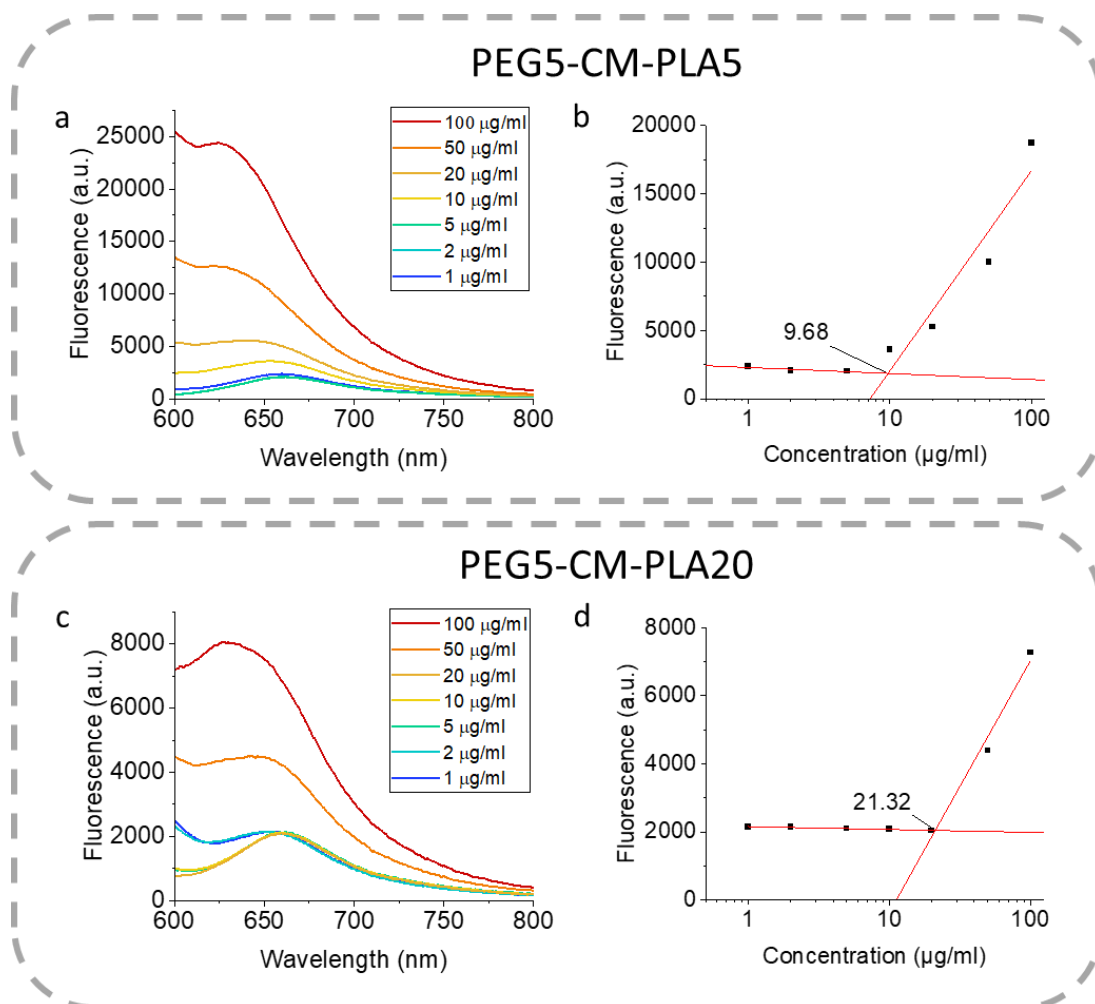 PEG5-CM-PLA5
a
Fluorescence (a.u.)
25000
20000
15000
10000
5000
0
600
650
700
750
800
Wavelength (nm)
100 μg/ml
50 μg/ml
20 μg/ml
10 μg/ml
5 μg/ml
2 μg/ml
1 μg/ml
b
Fluorescence (a.u.)
20000
15000
10000
5000
0
9.68
1
10
100
Concentration (μg/ml)
PEG5-CM-PLA20
c
Fluorescence (a.u.)
8000
6000
4000
2000
0
600
650
700
750
800
Wavelength (nm)
100 μg/ml
50 μg/ml
20 μg/ml
10 μg/ml
5 μg/ml
2 μg/ml
1 μg/ml
d
Fluorescence (a.u.)
8000
6000
4000
2000
0
21.32
1
10
100
Concentration (μg/ml)